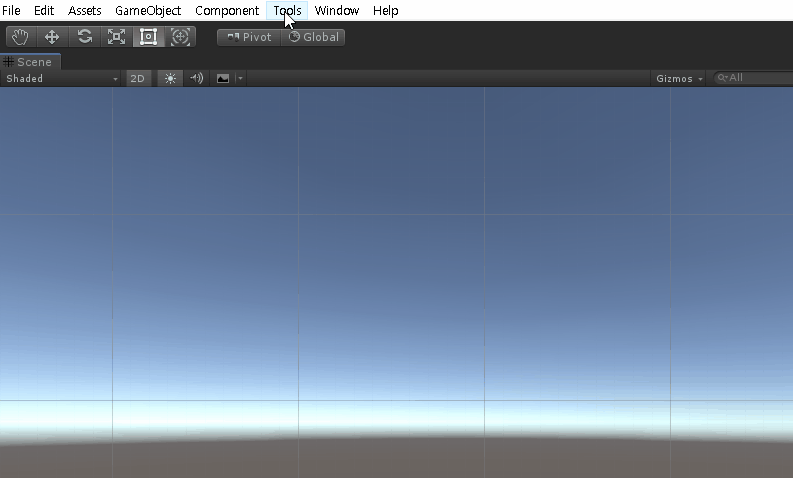 File Edit Assets GameObject Component Tools Window Help
Pivot Global
Scene
Shaded 2D Gizmos All